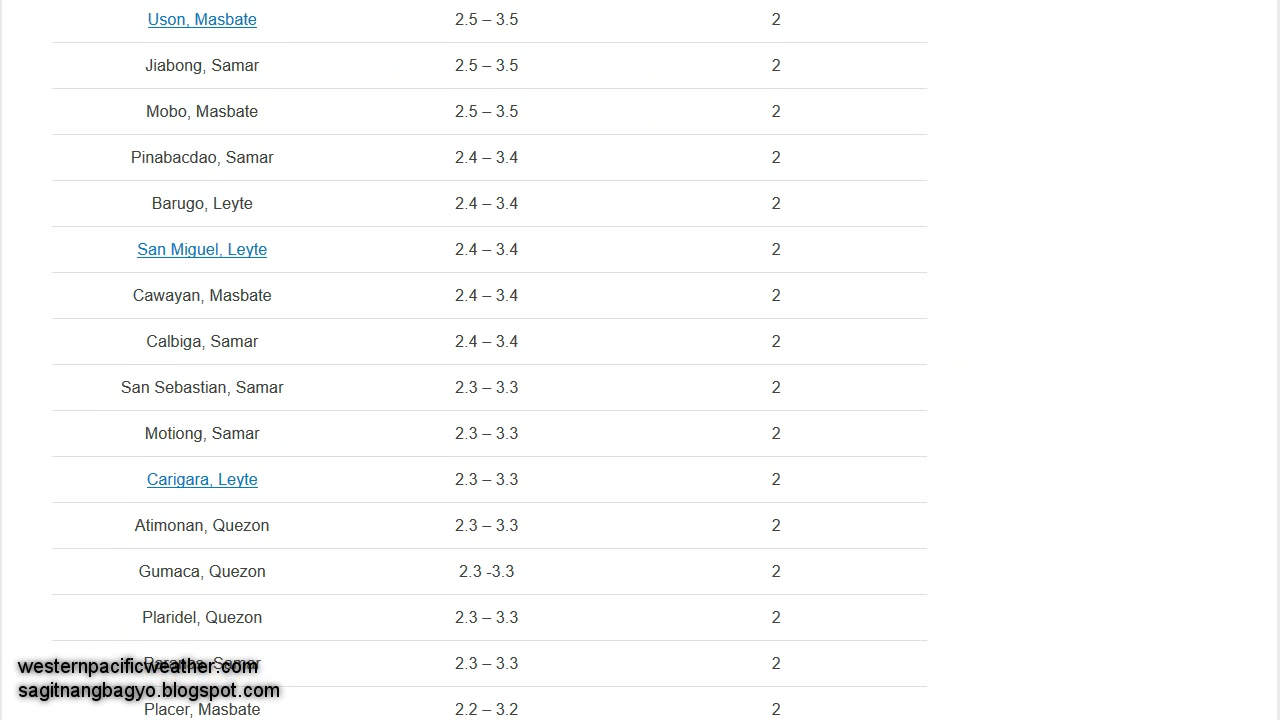 Uson, Masbate 2.5 – 3.5 2
Jiabong, Samar 2.5 – 3.5 2
Mobo, Masbate 2.5 – 3.5 2
Pinabacdao, Samar 2.4 – 3.4 2
Barugo, Leyte 2.4 – 3.4 2
San Miguel, Leyte 2.4 – 3.4 2
Cawayan, Masbate 2.4 – 3.4 2
Calbiga, Samar 2.4 – 3.4 2
San Sebastian, Samar 2.3 – 3.3 2
Motiong, Samar 2.3 – 3.3 2
Carigara, Leyte 2.3 – 3.3 2
Atimonan, Quezon 2.3 – 3.3 2
Gumaca, Quezon 2.3 -3.3 2
Plaridel, Quezon 2.3 – 3.3 2
Samar 2.3 – 3.3 2
westernpacificweather.com
sagitnangbagyo.blogspot.com
Placer, Masbate 2.2 – 3.2 2